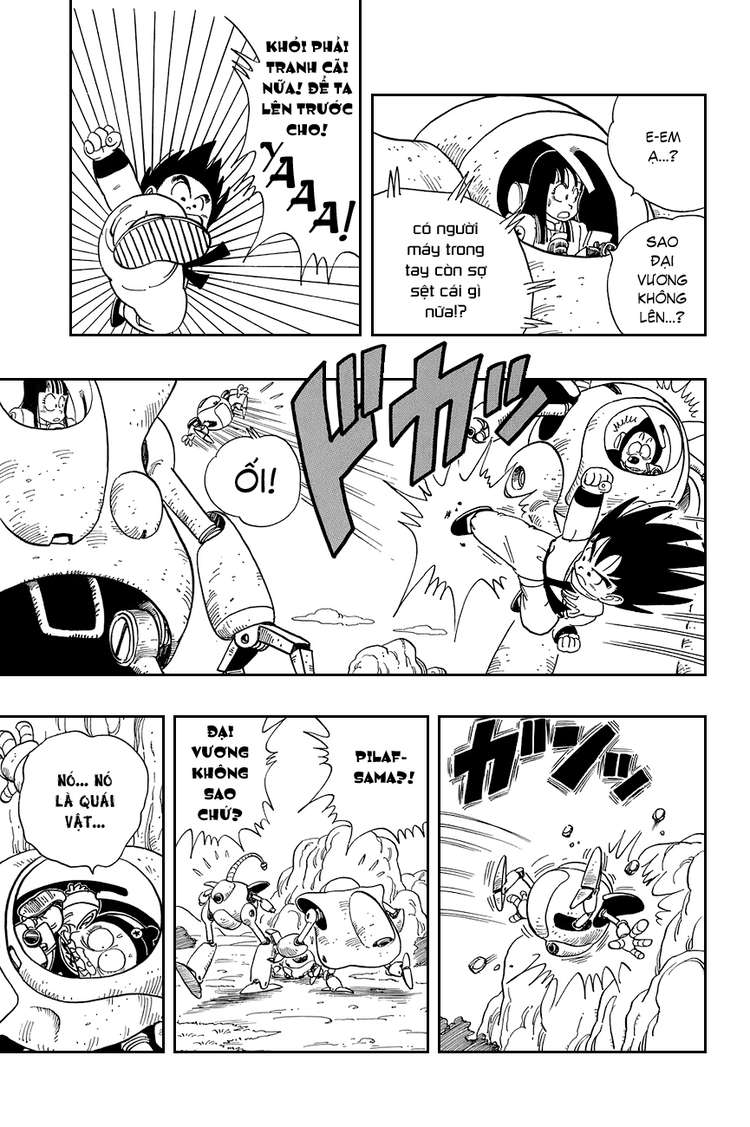 E-EM
Ạ...?
SAO
ĐẠI
VƯƠNG
KHÔNG
LÊN...?
có người
máy trong
tay còn sợ
sệt cái gì
nữa!?
KHỎI PHẢI
TRANH CÃI
NỮA! ĐỂ TA
LÊN TRƯỚC
CHO!
YAAAA!
ドカッ
ỐI!
ガンッ
PILAF-
SAMA?!
ĐẠI
VƯƠNG
KHÔNG
SAO
CHỨ?
NÓ... NÓ
LÀ QUÁI
VẬT...